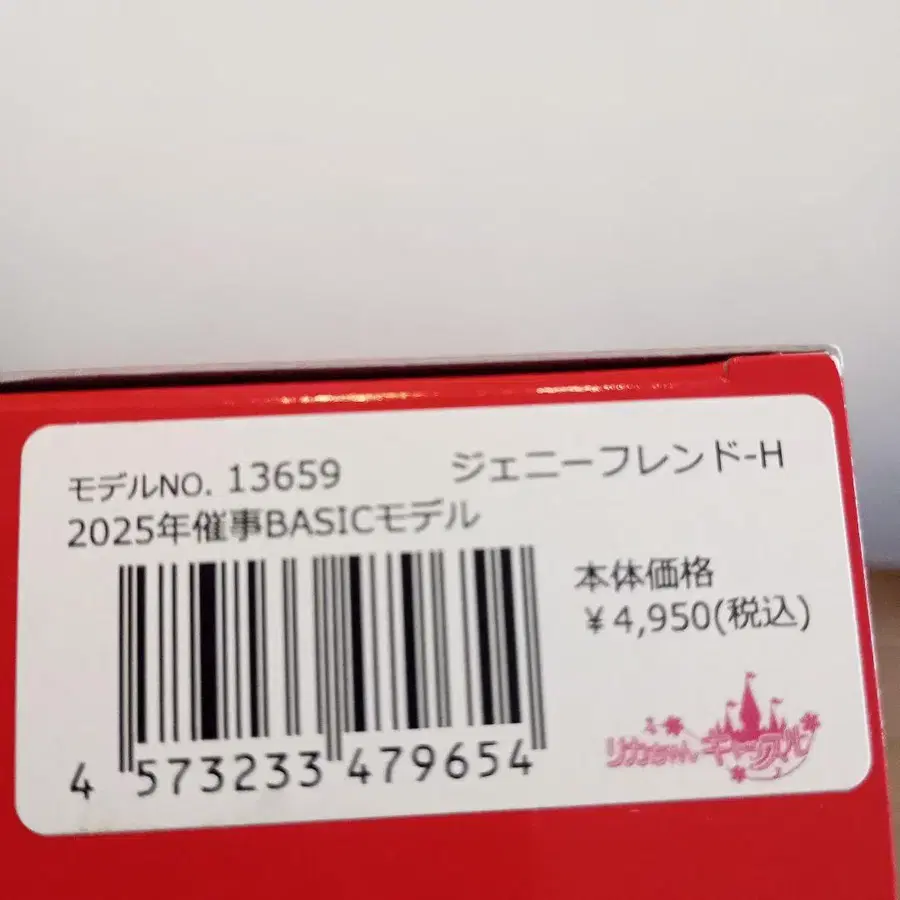 モデルNO. 13659 ジェニーフレンド-H
2025年催事BASICモデル
本体価格
¥4,950(税込)
4 573233 479654
リカちゃんキャッスル